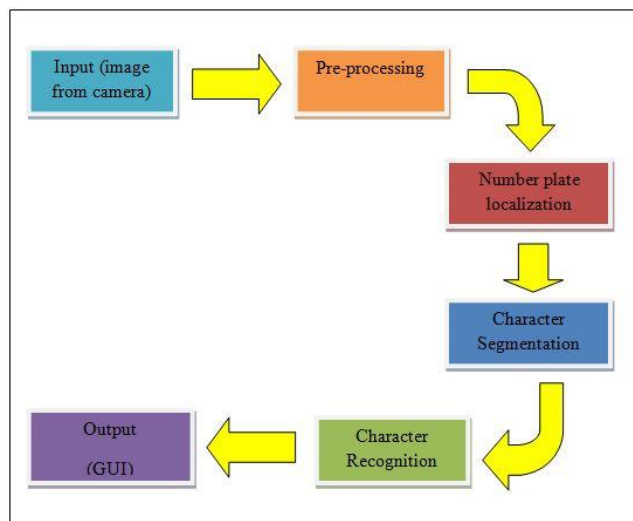 Input (image
from camera)
Pre-processing
Number plate
localization
Character
Segmentation
Character
Recognition
Output
(GUI)